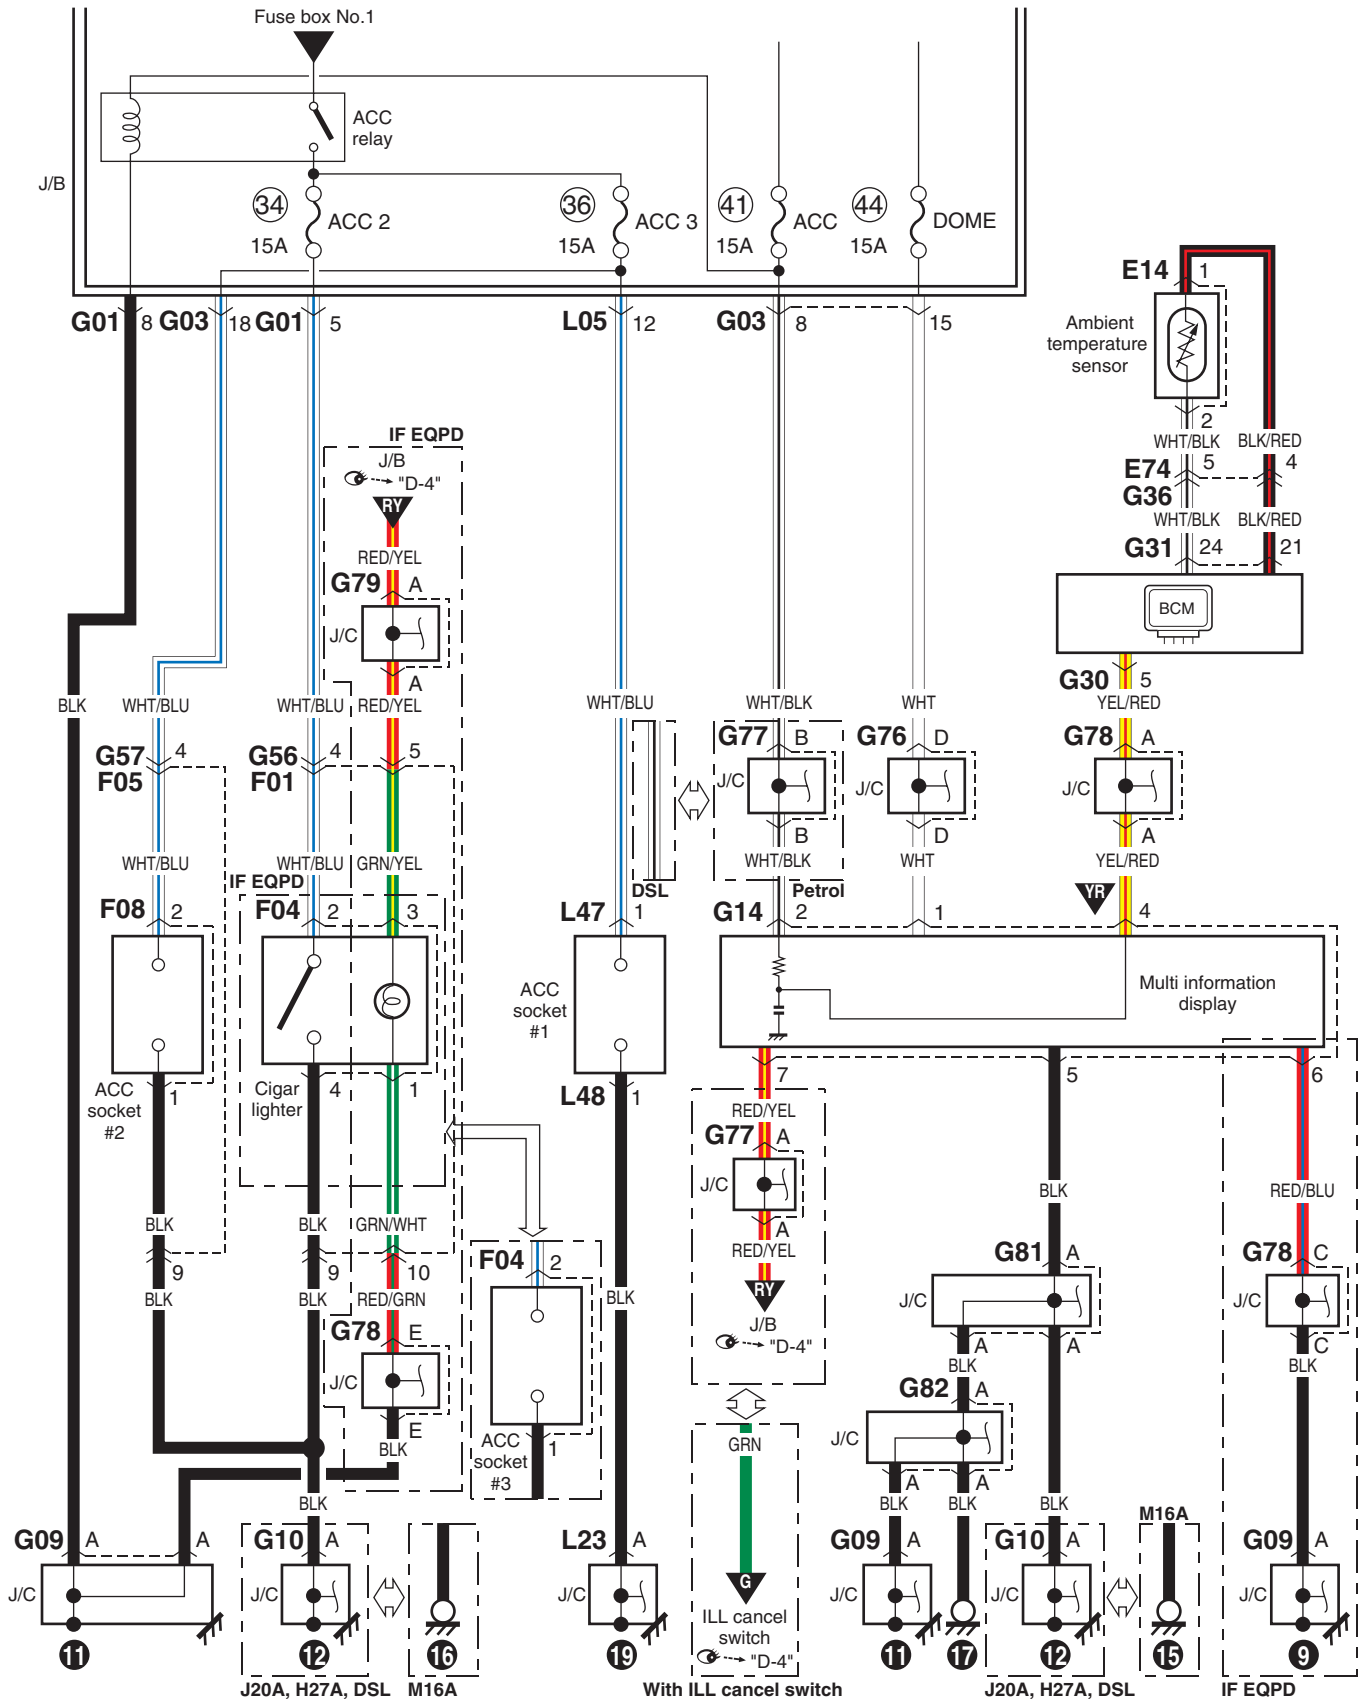 Fuse box No.1
ACC
relay
J/B
34
ACC 2
15A
36
ACC 3
15A
41
ACC
15A
44
DOME
15A
G01 8 G03 18 G01 5 L05 12 G03 8 15
E14 1
Ambient
temperature
sensor
2
WHT/BLK BLK/RED
E74 5 4
G36
WHT/BLK BLK/RED
G31 24 21
BCM
G30 5
YEL/RED
IF EQPD
J/B
"D-4"
RY
RED/YEL
G79 A
J/C
A
BLK WHT/BLU WHT/BLU RED/YEL WHT/BLU WHT/BLK WHT
G57 4 G56 4 5 G77 B G76 D G78 A
F05 F01
J/C J/C J/C
B D A
WHT/BLU WHT/BLU GRN/YEL WHT/BLK WHT YEL/RED
IF EQPD DSL Petrol
YR
F08 2 F04 2 3 L47 1 G14 2 1 4
ACC
socket
#1
Multi information
display
1 4 1 L48 1 7 5 6
ACC
socket
#2
Cigar
lighter
RED/YEL
G77 A
J/C
A
RED/YEL
RY
J/B
"D-4"
BLK BLK GRN/WHT BLK RED/BLU
9 9 10
BLK BLK RED/GRN BLK
F04 2
G81 A G78 C
J/C J/C
A A C
BLK BLK
G78 E
J/C
E
BLK
G82 A
J/C
A A
ACC
socket
#3
1
GRN
BLK BLK BLK BLK
G09 A A G10 A M16A L23 A G09 A G10 A M16A G09 A
J/C J/C J/C J/C J/C J/C
G
ILL cancel
switch
"D-4"
11 12 16 19 11 17 12 15 9
J20A, H27A, DSL M16A With ILL cancel switch J20A, H27A, DSL IF EQPD